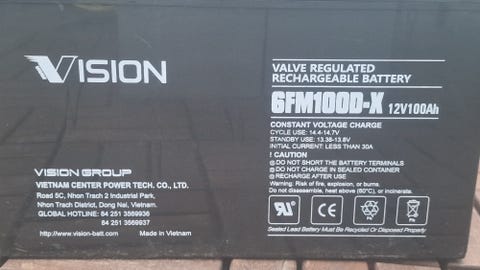 VISION
VALVE REGULATED
RECHARGEABLE BATTERY
6FM100D-X 12V100Ah
CONSTANT VOLTAGE CHARGE
CYCLE USE: 14.4-14.7V
STANDBY USE: 13.38-13.8V
INITIAL CURRENT: LESS THAN 30A
! CAUTION
DO NOT SHORT THE BATTERY TERMINALS
DO NOT CHARGE IN SEALED CONTAINER
RECHARGE AFTER USE
Warning: Risk of fire, explosion, or burns.
Do not disassemble, heat above (60°C), or incinerate.
VISION GROUP
VIETNAM CENTER POWER TECH. CO., LTD.
Road 5C, Nhon Trach 2 Industrial Park,
Nhon Trach District, Dong Nai, Vietnam.
GLOBAL HOTLINE: 84 251 3569936
84 251 3569937
http://www.vision-batt.com Made in Vietnam
CE
Pb
Sealed Lead Battery Must Be Recycled Or Disposed Properly